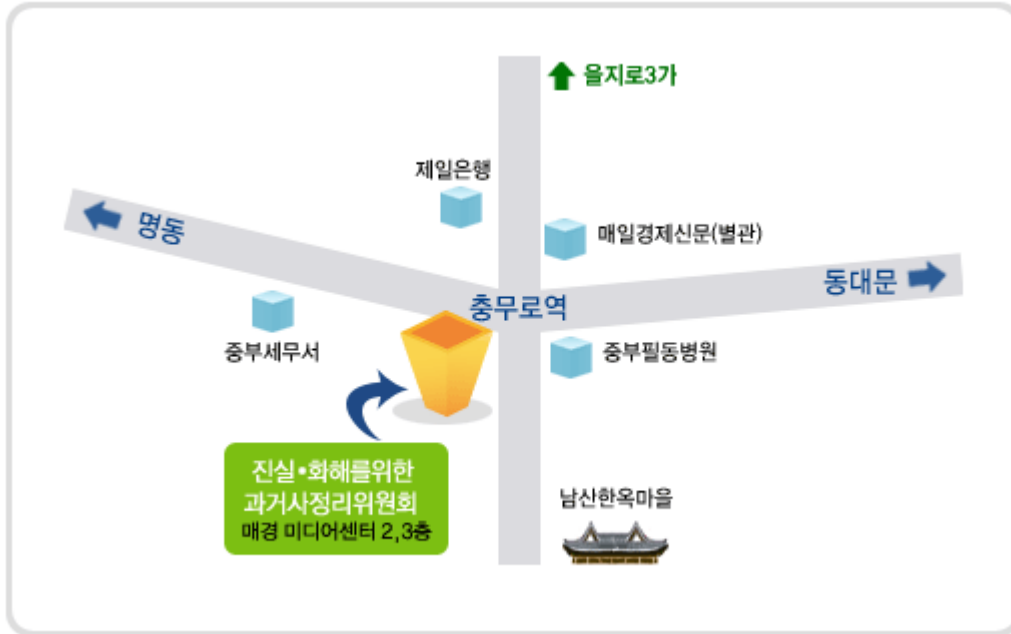 을지로3가
제일은행
명동
매일경제신문(별관)
동대문
충무로역
중부세무서
중부필동병원
진실•화해를위한
과거사정리위원회
매경 미디어센터 2,3층
남산한옥마을